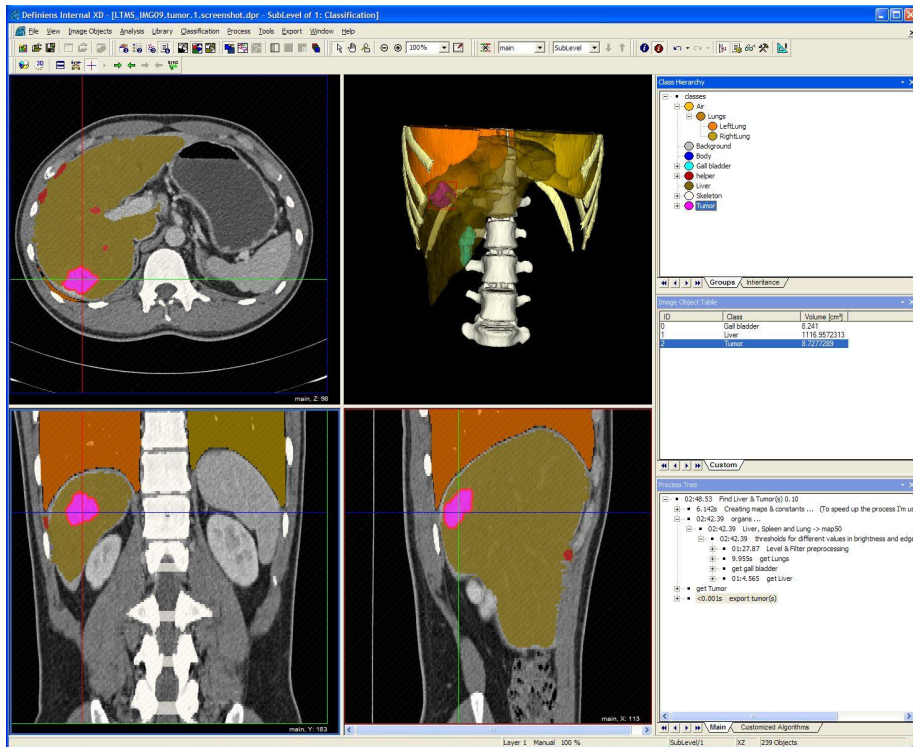 Definiens Internal XD - [LTMS_IMG09.tumor.1.screenshot.dpr - SubLevel of 1: Classification]
File View Image Objects Analysis Library Classification Process Tools Export Window Help
100% main SubLevel
3D
main, Z: 98
main, Y: 183
main, X: 113
Class Hierarchy
classes
Air
Lungs
LeftLung
RightLung
Background
Body
Gall bladder
helper
Liver
Skeleton
Tumor
Groups Inheritance
Image Object Table
ID Class Volume [cm³]
0 Gall bladder 8.241
1 Liver 1116.9572313
2 Tumor 8.7277289
Custom
Process Tree
02:48.53 Find Liver & Tumor(s) 0.10
6.142s Creating maps & constants ... (To speed up the process I'm us
02:42.39 organs ...
02:42.39 Liver, Spleen and Lung -> map50
02:42.39 thresholds for different values in brightness and edge
01:27.87 Level & Filter preprocessing
9.955s get Lungs
get gall bladder
01:4.565 get Liver
get Tumor
<0.001s export tumor(s)
Main Customized Algorithms
Layer 1 Manual 100 % SubLevel/1 XZ 239 Objects